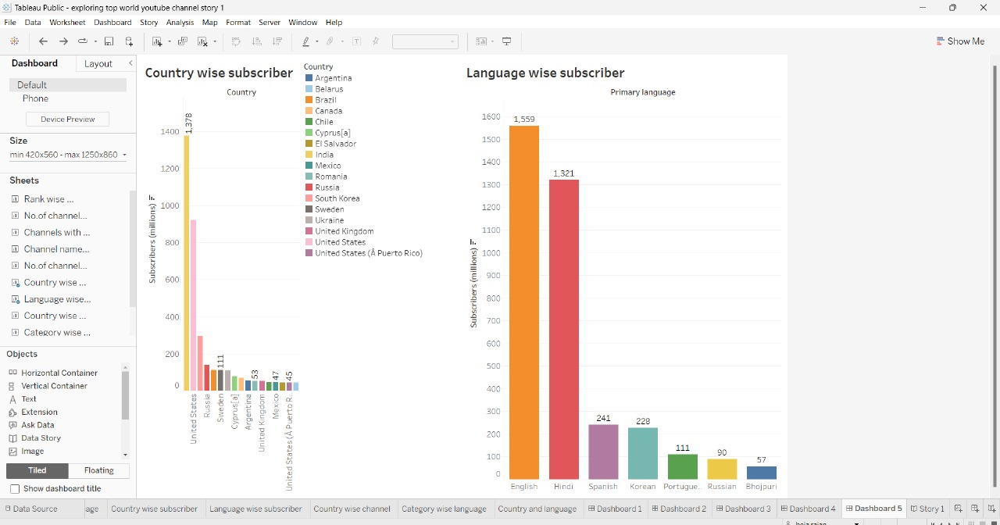 Tableau Public - exploring top world youtube channel story 1
File Data Worksheet Dashboard Story Analysis Map Format Server Window Help
Show Me
Dashboard Layout
Default
Phone
Device Preview
Size
min 420x560 - max 1250x860
Sheets
Rank wise ...
No.of channel...
Channels with ...
Channel name...
No.of channel...
Country wise ...
Language wise...
Country wise ...
Category wise ...
Objects
Horizontal Container
Vertical Container
Text
Extension
Ask Data
Data Story
Image
Tiled Floating
Show dashboard title
Country wise subscriber
Country
Subscribers (millions)
1400
1200
1000
800
600
400
200
0
1,378
111
53
47
45
United States
Russia
Sweden
Cyprus[a]
Argentina
United Kingdom
Mexico
United States (Â Puerto R..
Country
Argentina
Belarus
Brazil
Canada
Chile
Cyprus[a]
El Salvador
India
Mexico
Romania
Russia
South Korea
Sweden
Ukraine
United Kingdom
United States
United States (Â Puerto Rico)
Language wise subscriber
Primary language
Subscribers (millions)
1600
1500
1400
1300
1200
1100
1000
900
800
700
600
500
400
300
200
100
0
1,559
1,321
241
228
111
90
57
English Hindi Spanish Korean Portugue.. Russian Bhojpuri
Data Source age Country wise subscriber Language wise subscriber Country wise channel Category wise language Country and language Dashboard 1 Dashboard 2 Dashboard 3 Dashboard 4 Dashboard 5 Story 1